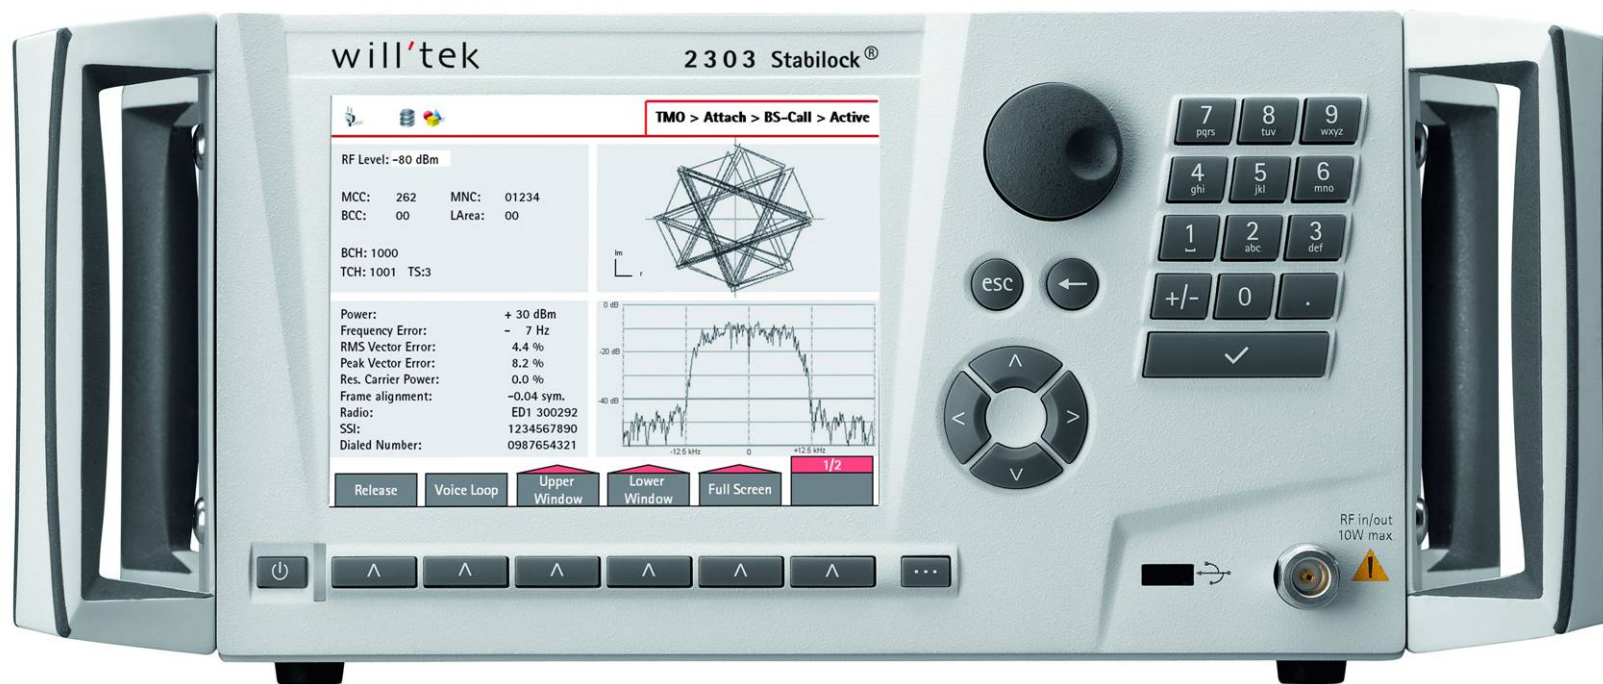 will'tek
2303 Stabilock®
TMO > Attach > BS-Call > Active
RF Level: -80 dBm
MCC: 262 MNC: 01234
BCC: 00 LArea: 00
BCH: 1000
TCH: 1001 TS:3
Im
r
Power: + 30 dBm
Frequency Error: - 7 Hz
RMS Vector Error: 4.4 %
Peak Vector Error: 8.2 %
Res. Carrier Power: 0.0 %
Frame alignment: -0.04 sym.
Radio: ED1 300292
SSI: 1234567890
Dialed Number: 0987654321
0 dB
-20 dB
-40 dB
-12.5 kHz 0 +12.5 kHz
1/2
Release
Voice Loop
Upper
Window
Lower
Window
Full Screen
7 8 9
pqrs tuv wxyz
4 5 6
ghi jkl mno
1 2 3
abc def
+/- 0 .
esc
RF in/out
10W max